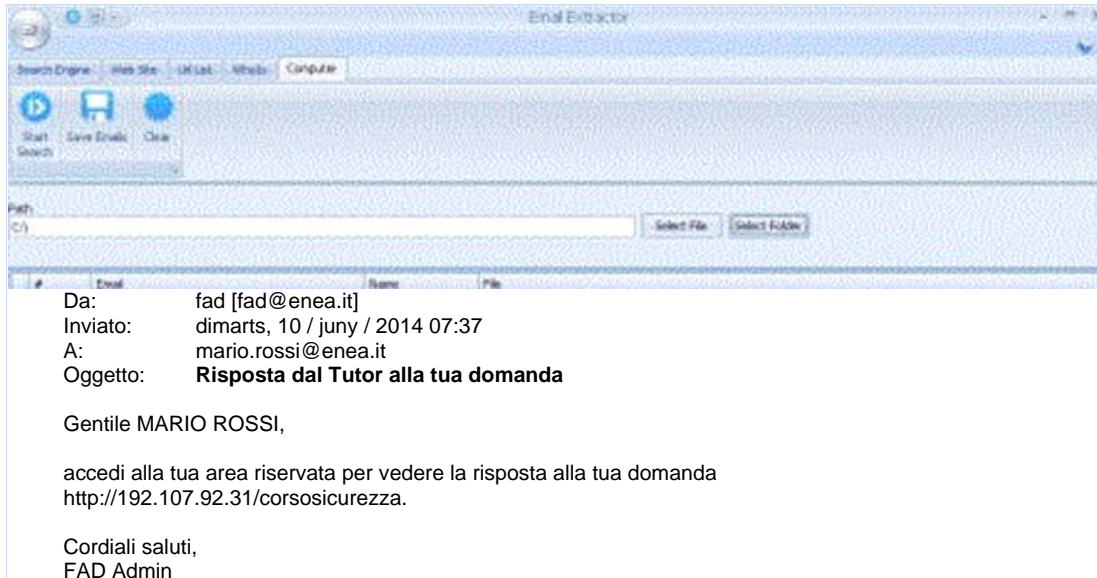 Email Extractor
Search Engine Web Site Url List WhoIs Computer
Start Search Save Emails Clear
Path
C:\
Select File Select Folder
# Email Name File
Da: fad [fad@enea.it]
Inviato: dimarts, 10 / juny / 2014 07:37
A: mario.rossi@enea.it
Oggetto: Risposta dal Tutor alla tua domanda
Gentile MARIO ROSSI,
accedi alla tua area riservata per vedere la risposta alla tua domanda
http://192.107.92.31/corsosicurezza.
Cordiali saluti,
FAD Admin